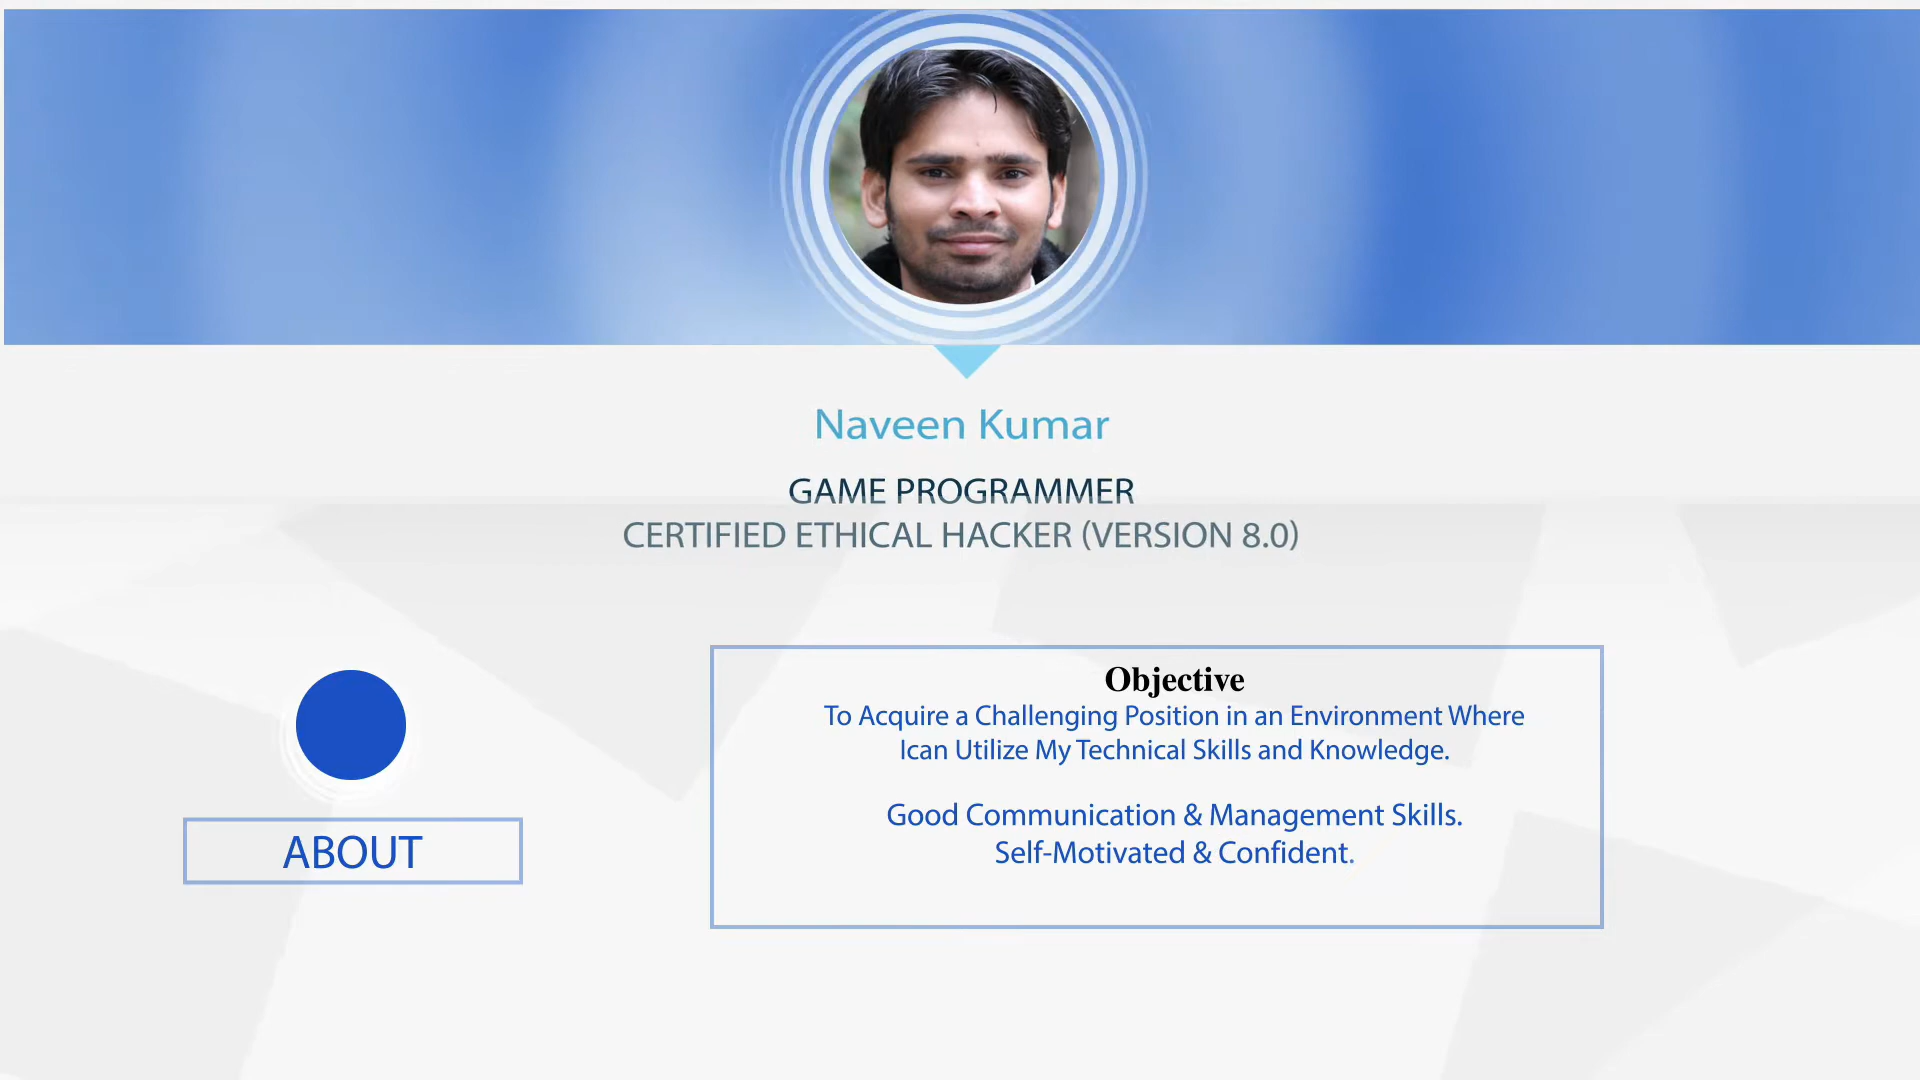 Naveen Kumar
GAME PROGRAMMER
CERTIFIED ETHICAL HACKER (VERSION 8.0)
Objective
To Acquire a Challenging Position in an Environment Where
Ican Utilize My Technical Skills and Knowledge.
Good Communication & Management Skills.
Self-Motivated & Confident.
ABOUT